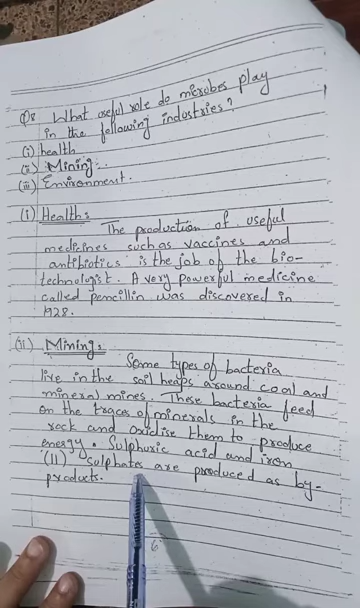 Q8 What useful role do microbes play
in the following industries?
(i) health
(ii) Mining:
(iii) Environment.
(i) Health:
The production of useful
medicines such as vaccines and
antibiotics is the job of the bio-
technologist. A very powerful medicine
called pencillin was discovered in
1928.
(ii) Mining:
Some types of bacteria
live in the soil heaps around coal and
mineral mines. These bacteria feed
on the traces of minerals in the
rock and oxidise them to produce
energy. Sulphuric acid and iron
(II) sulphates are produced as by-
products.
6